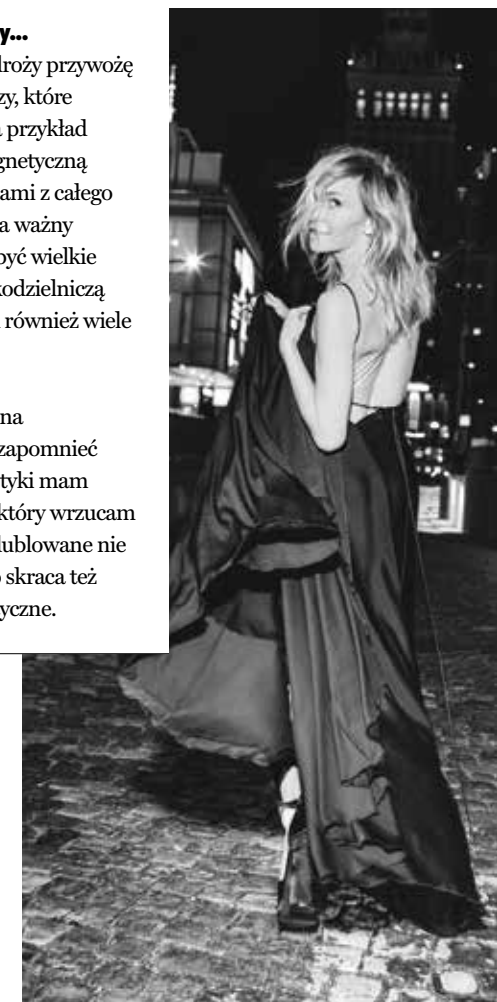 y...
droży przywożę
zy, które
a przykład
gnetyczną
ami z całego
a ważny
być wielkie
kodzielniczą
również wiele
na
zapomnieć
tyki mam
który wrzucam
dublowane nie
skraca też
yczne.